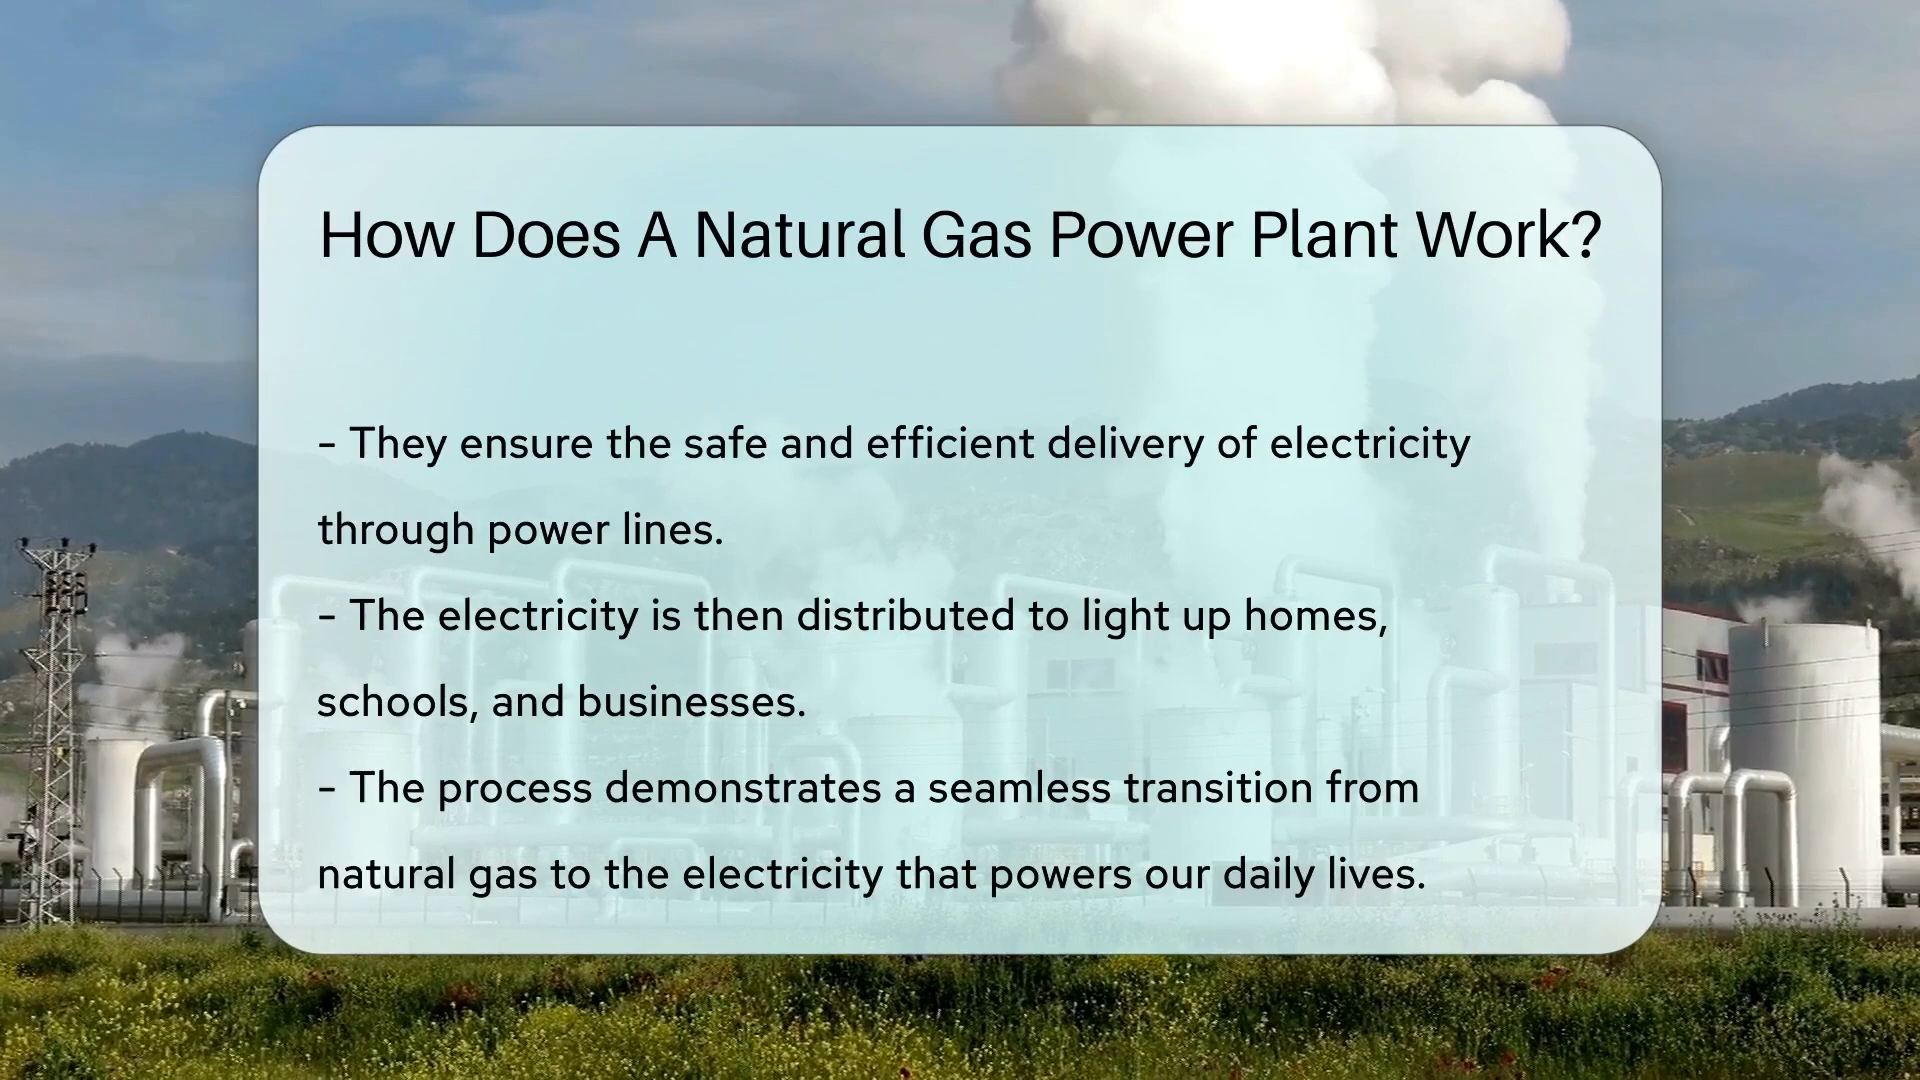 How Does A Natural Gas Power Plant Work?
- They ensure the safe and efficient delivery of electricity
through power lines.
- The electricity is then distributed to light up homes,
schools, and businesses.
- The process demonstrates a seamless transition from
natural gas to the electricity that powers our daily lives.